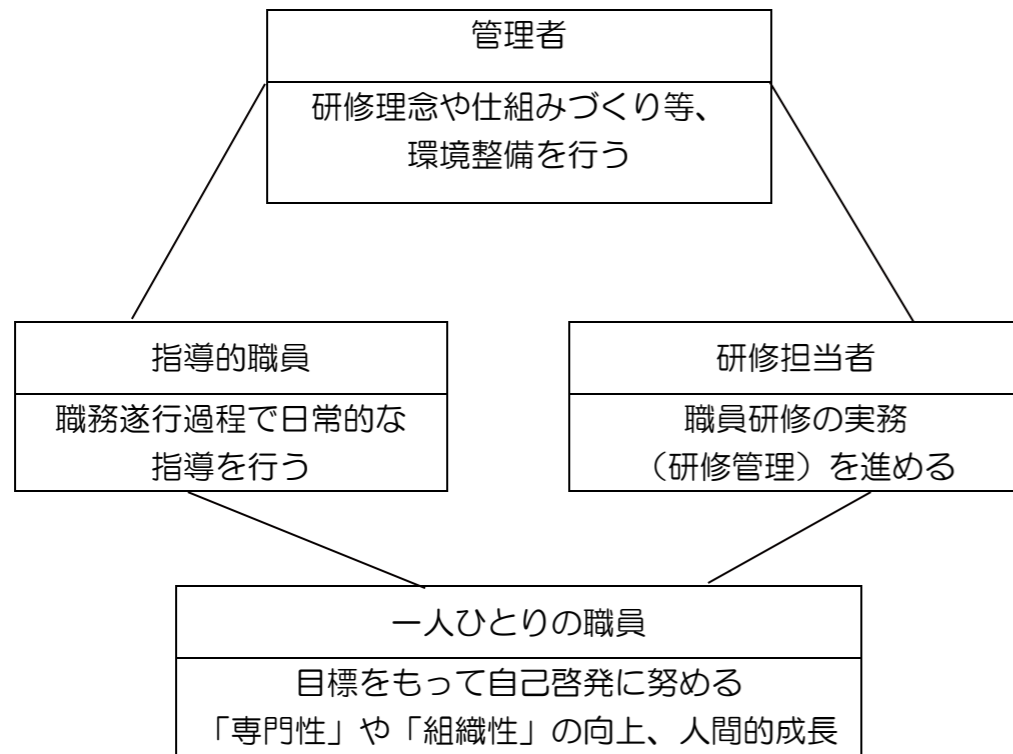 管理者
研修理念や仕組みづくり等、
環境整備を行う
指導的職員
職務遂行過程で日常的な
指導を行う
研修担当者
職員研修の実務
（研修管理）を進める
一人ひとりの職員
目標をもって自己啓発に努める
「専門性」や「組織性」の向上、人間的成長